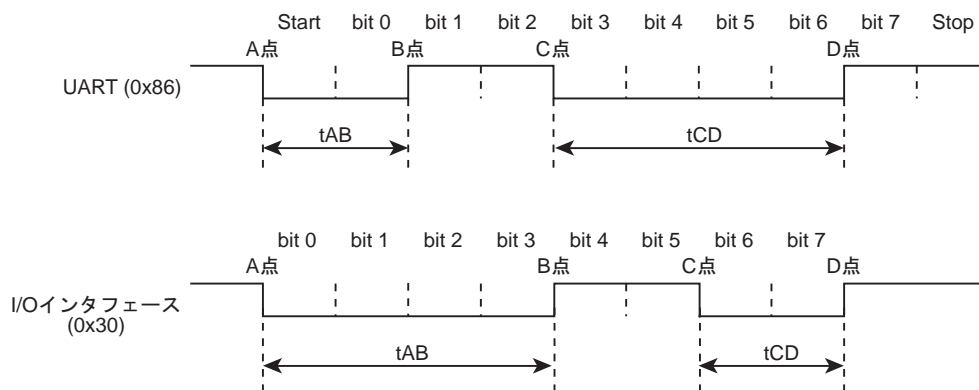 Start bit 0 bit 1 bit 2 bit 3 bit 4 bit 5 bit 6 bit 7 Stop
A点 B点 C点 D点
UART (0x86)
tAB tCD
bit 0 bit 1 bit 2 bit 3 bit 4 bit 5 bit 6 bit 7
A点 B点 C点 D点
I/Oインタフェース
(0x30)
tAB tCD